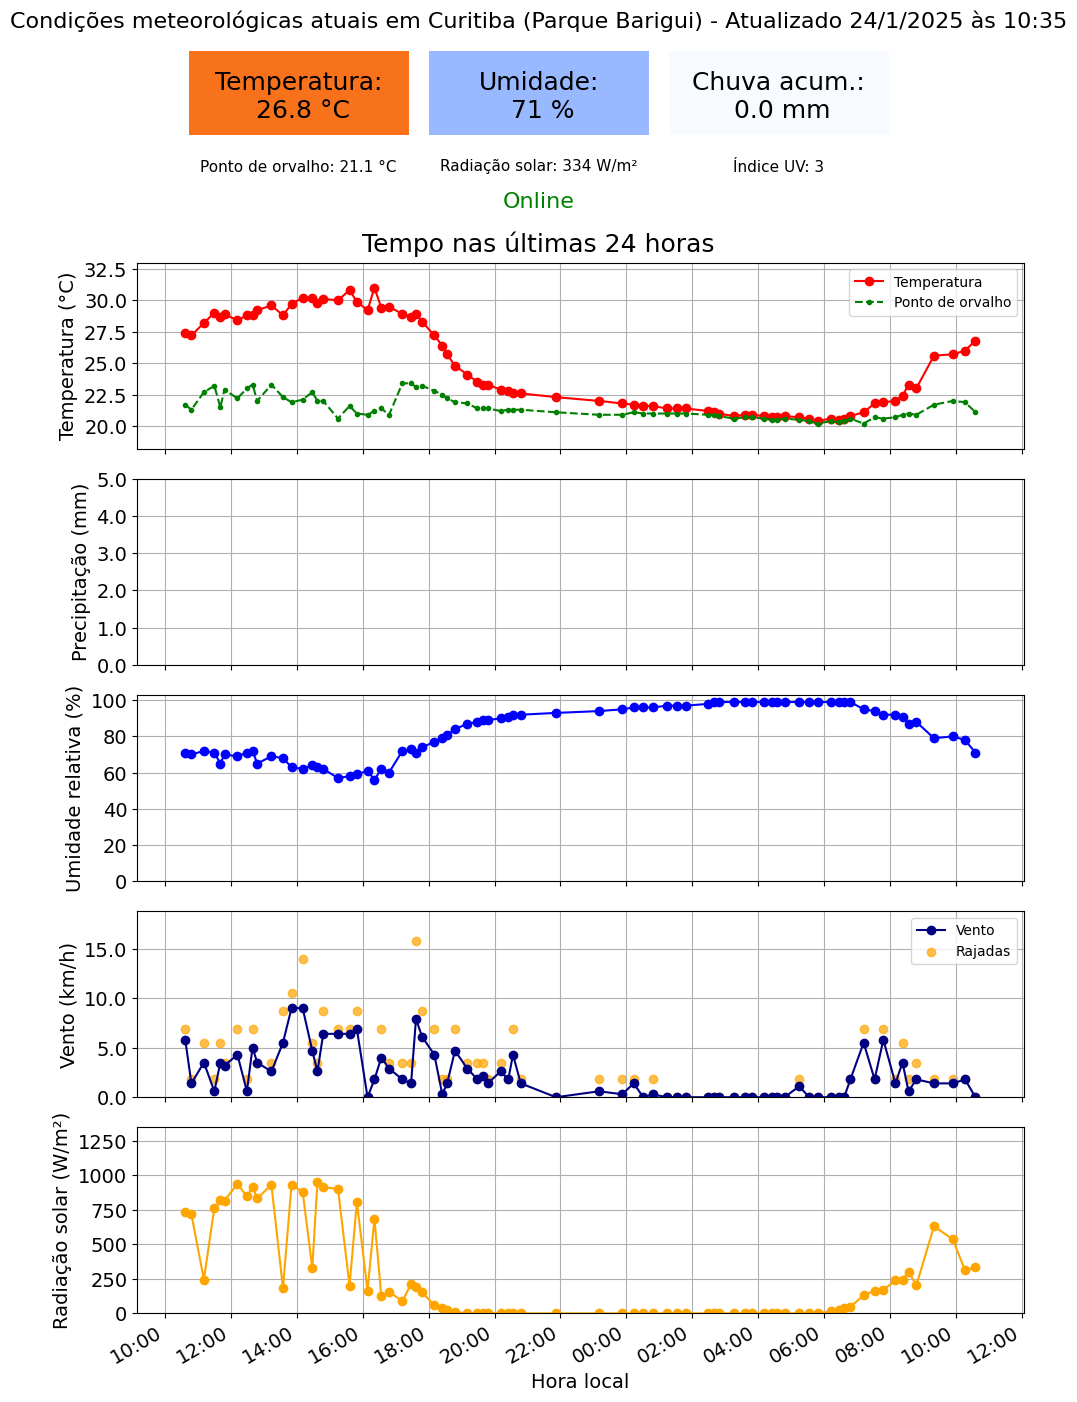 Condições meteorológicas atuais em Curitiba (Parque Barigui) - Atualizado 24/1/2025 às 10:35
Temperatura:
26.8 °C
Umidade:
71 %
Chuva acum.:
0.0 mm
Ponto de orvalho: 21.1 °C
Radiação solar: 334 W/m²
Índice UV: 3
Online
Tempo nas últimas 24 horas
Temperatura (°C)
32.5
30.0
27.5
25.0
22.5
20.0
Temperatura
Ponto de orvalho
Precipitação (mm)
5.0
4.0
3.0
2.0
1.0
0.0
Umidade relativa (%)
100
80
60
40
20
0
Vento (km/h)
15.0
10.0
5.0
0.0
Vento
Rajadas
Radiação solar (W/m²)
1250
1000
750
500
250
0
10:00
12:00
14:00
16:00
18:00
20:00
22:00
00:00
02:00
04:00
06:00
08:00
10:00
12:00
Hora local